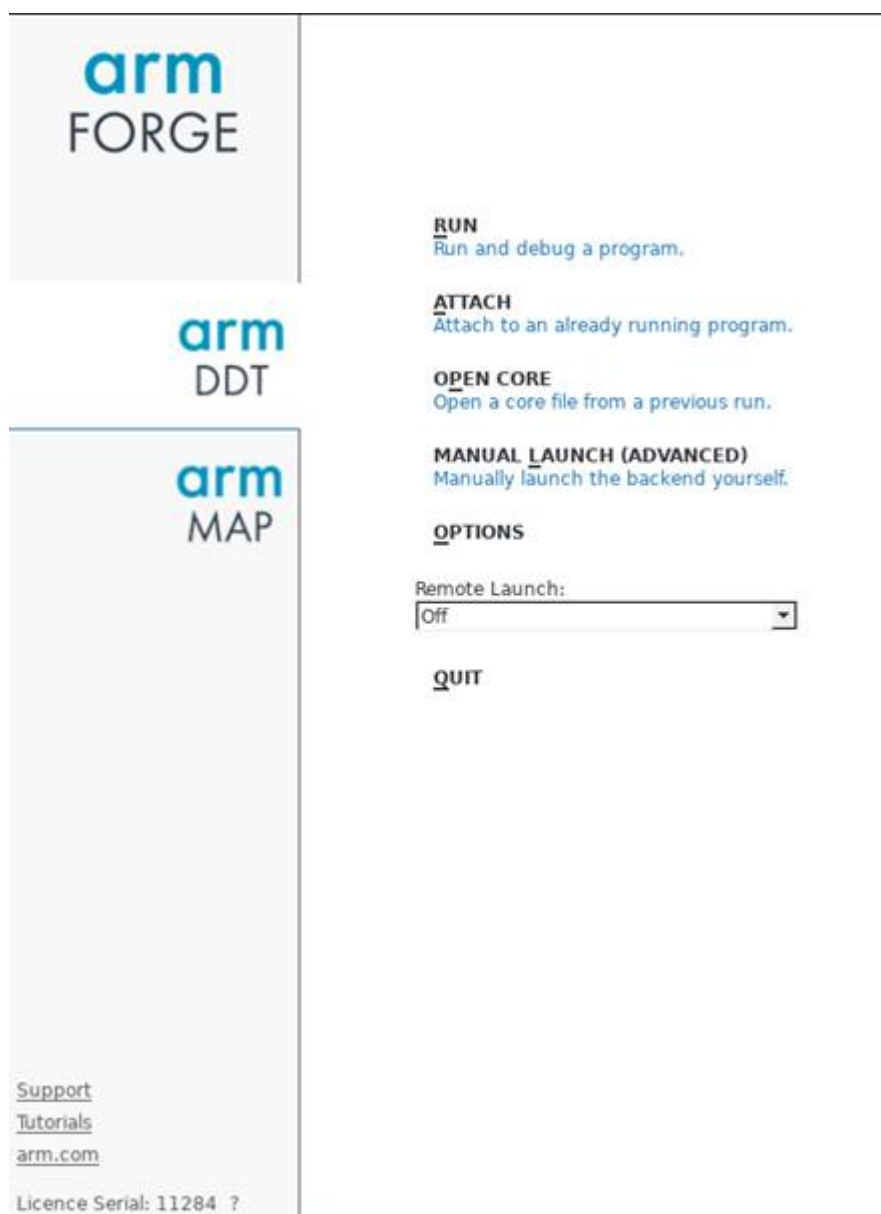 arm
FORGE
arm
DDT
arm
MAP
Support
Tutorials
arm.com
Licence Serial: 11284 ?
RUN
Run and debug a program.
ATTACH
Attach to an already running program.
OPEN CORE
Open a core file from a previous run.
MANUAL LAUNCH (ADVANCED)
Manually launch the backend yourself.
OPTIONS
Remote Launch:
Off
QUIT